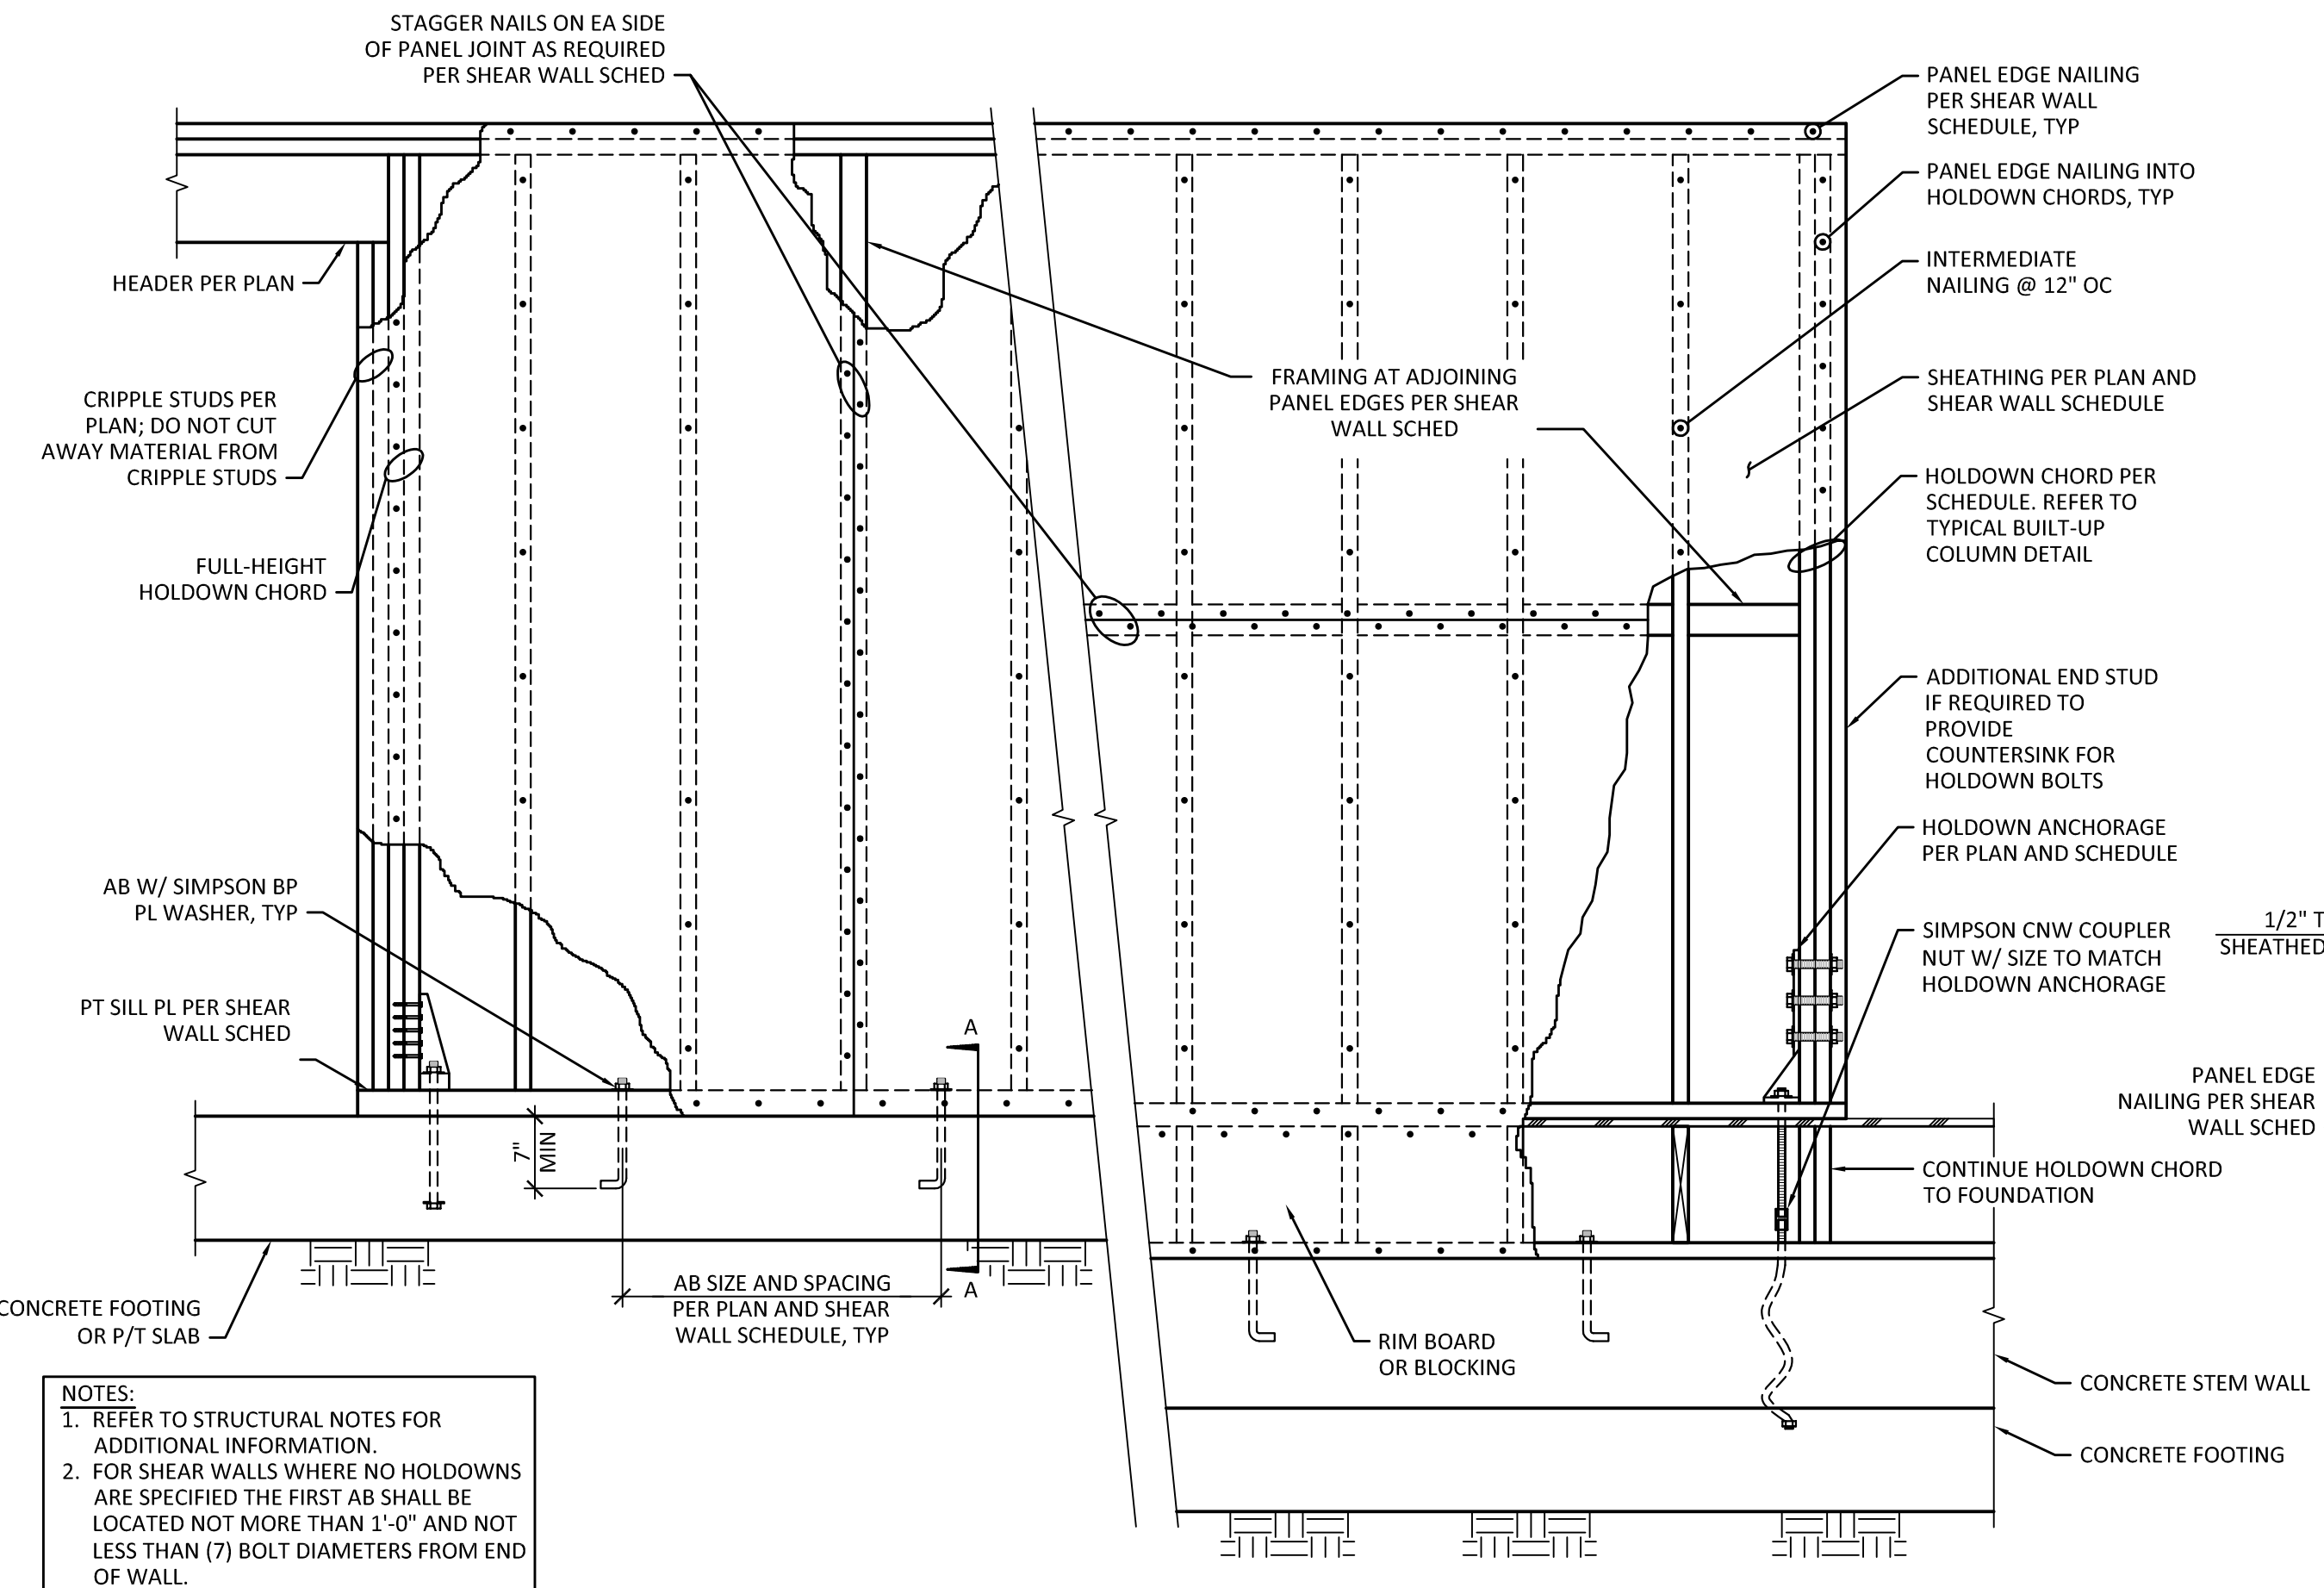 STAGGER NAILS ON EA SIDE
OF PANEL JOINT AS REQUIRED
PER SHEAR WALL SCHED
PANEL EDGE NAILING
PER SHEAR WALL
SCHEDULE, TYP
PANEL EDGE NAILING INTO
HOLDOWN CHORDS, TYP
INTERMEDIATE
NAILING @ 12" OC
HEADER PER PLAN
FRAMING AT ADJOINING
PANEL EDGES PER SHEAR
WALL SCHED
SHEATHING PER PLAN AND
SHEAR WALL SCHEDULE
CRIPPLE STUDS PER
PLAN; DO NOT CUT
AWAY MATERIAL FROM
CRIPPLE STUDS
HOLDOWN CHORD PER
SCHEDULE. REFER TO
TYPICAL BUILT-UP
COLUMN DETAIL
FULL-HEIGHT
HOLDOWN CHORD
ADDITIONAL END STUD
IF REQUIRED TO
PROVIDE
COUNTERSINK FOR
HOLDOWN BOLTS
HOLDOWN ANCHORAGE
PER PLAN AND SCHEDULE
AB W/ SIMPSON BP
PL WASHER, TYP
SIMPSON CNW COUPLER
NUT W/ SIZE TO MATCH
HOLDOWN ANCHORAGE
1/2" T
SHEATHED
PT SILL PL PER SHEAR
WALL SCHED
A
PANEL EDGE
NAILING PER SHEAR
WALL SCHED
7"
MIN
CONTINUE HOLDOWN CHORD
TO FOUNDATION
A
AB SIZE AND SPACING
PER PLAN AND SHEAR
WALL SCHEDULE, TYP
CONCRETE FOOTING
OR P/T SLAB
RIM BOARD
OR BLOCKING
CONCRETE STEM WALL
CONCRETE FOOTING
NOTES:
1. REFER TO STRUCTURAL NOTES FOR
ADDITIONAL INFORMATION.
2. FOR SHEAR WALLS WHERE NO HOLDOWNS
ARE SPECIFIED THE FIRST AB SHALL BE
LOCATED NOT MORE THAN 1'-0" AND NOT
LESS THAN (7) BOLT DIAMETERS FROM END
OF WALL.